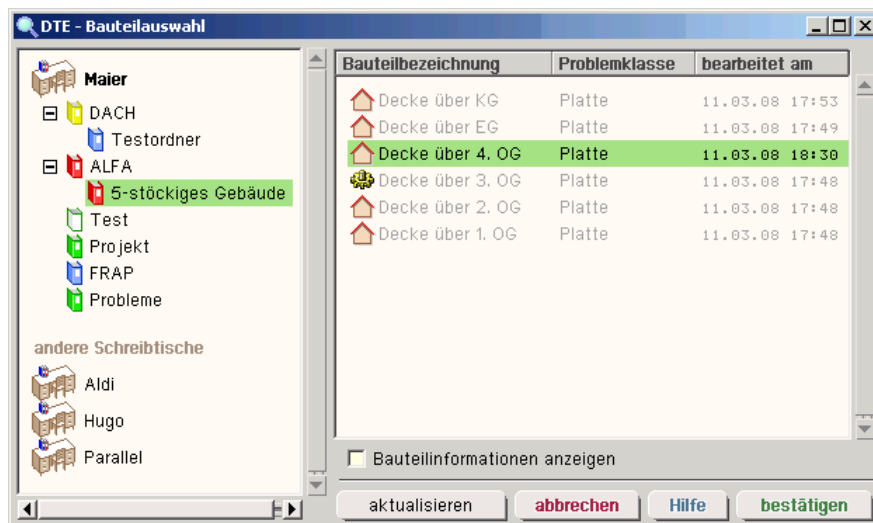 DTE - Bauteilauswahl
Maier
DACH
Testordner
ALFA
5-stöckiges Gebäude
Test
Projekt
FRAP
Probleme
andere Schreibtische
Aldi
Hugo
Parallel
Bauteilbezeichnung Problemklasse bearbeitet am
Decke über KG Platte 11.03.08 17:53
Decke über EG Platte 11.03.08 17:49
Decke über 4. OG Platte 11.03.08 18:30
Decke über 3. OG Platte 11.03.08 17:48
Decke über 2. OG Platte 11.03.08 17:48
Decke über 1. OG Platte 11.03.08 17:48
Bauteilinformationen anzeigen
aktualisieren abbrechen Hilfe bestätigen